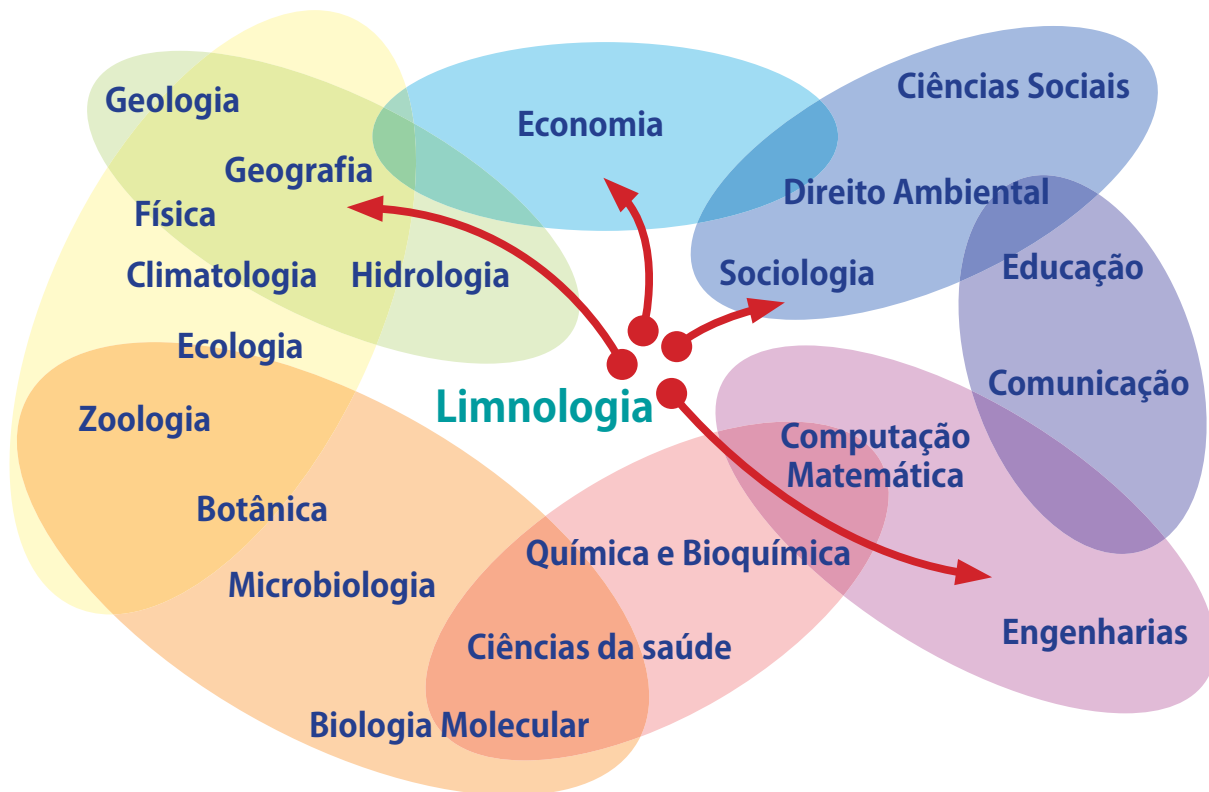 Geologia
Economia
Ciências Sociais
Geografia
Direito Ambiental
Física
Climatologia
Hidrologia
Sociologia
Educação
Ecologia
Comunicação
Limnologia
Zoologia
Computação
Matemática
Botânica
Química e Bioquímica
Microbiologia
Engenharias
Ciências da saúde
Biologia Molecular